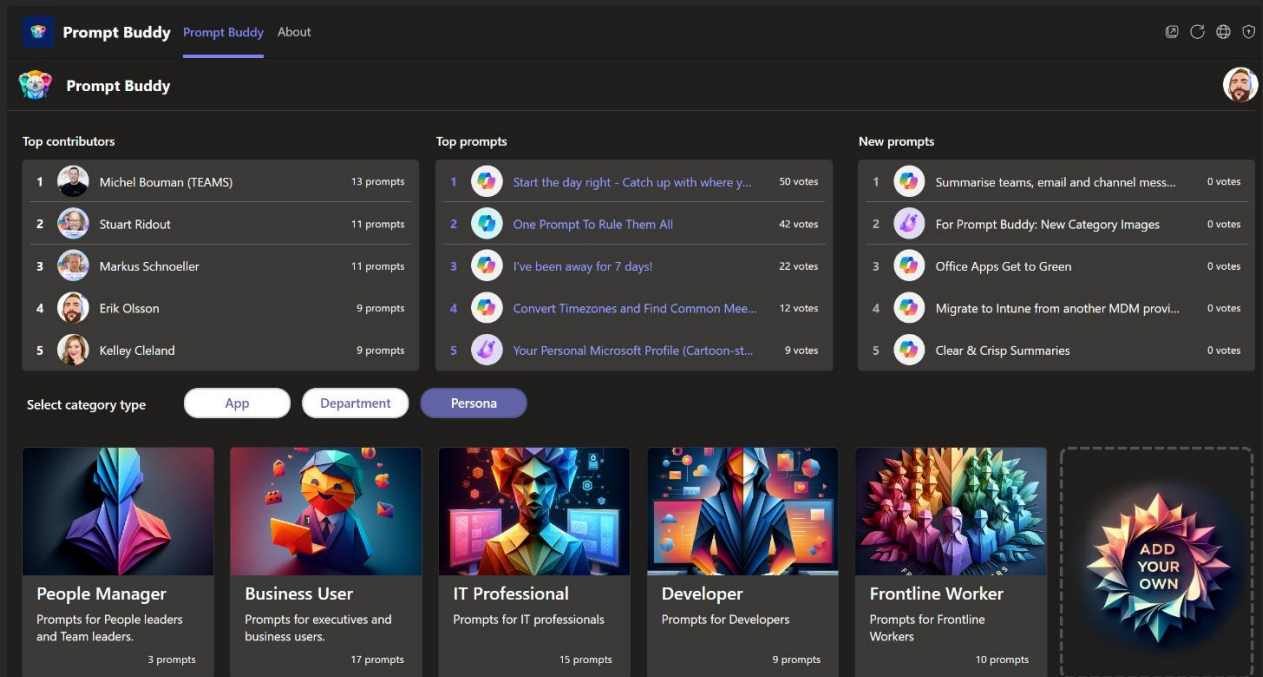 Prompt Buddy Prompt Buddy About
Prompt Buddy
Top contributors
1 Michel Bouman (TEAMS) 13 prompts
2 Stuart Ridout 11 prompts
3 Markus Schnoeller 11 prompts
4 Erik Olsson 9 prompts
5 Kelley Cleland 9 prompts
Top prompts
1 Start the day right - Catch up with where y... 50 votes
2 One Prompt To Rule Them All 42 votes
3 I've been away for 7 days! 22 votes
4 Convert Timezones and Find Common Mee... 12 votes
5 Your Personal Microsoft Profile (Cartoon-st... 9 votes
New prompts
1 Summarise teams, email and channel mess... 0 votes
2 For Prompt Buddy: New Category Images 0 votes
3 Office Apps Get to Green 0 votes
4 Migrate to Intune from another MDM provi... 0 votes
5 Clear & Crisp Summaries 0 votes
Select category type App Department Persona
People Manager
Prompts for People leaders
and Team leaders.
3 prompts
Business User
Prompts for executives and
business users.
17 prompts
IT Professional
Prompts for IT professionals
15 prompts
Developer
Prompts for Developers
9 prompts
Frontline Worker
Prompts for Frontline
Workers
10 prompts
ADD
YOUR
OWN